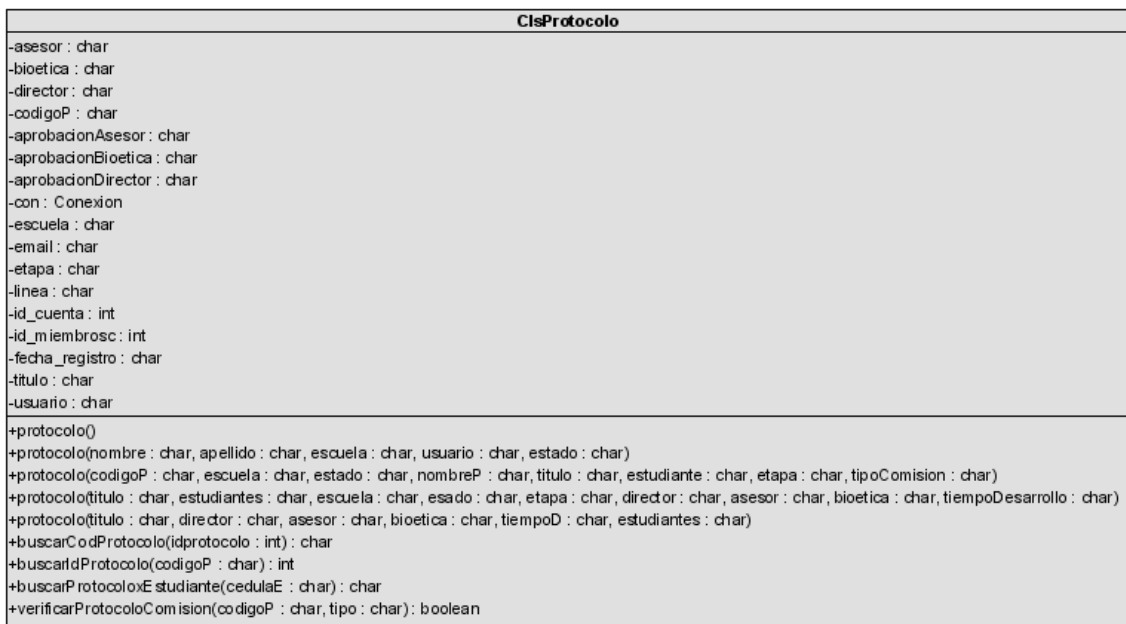 ClsProtocolo
-asesor : char
-bioetica : char
-director : char
-codigoP : char
-aprobacionAsesor : char
-aprobacionBioetica : char
-aprobacionDirector : char
-con : Conexion
-escuela : char
-email : char
-etapa : char
-linea : char
-id_cuenta : int
-id_miembrosc : int
-fecha_registro : char
-titulo : char
-usuario : char
+protocolo()
+protocolo(nombre : char, apellido : char, escuela : char, usuario : char, estado : char)
+protocolo(codigoP : char, escuela : char, estado : char, nombreP : char, titulo : char, estudiante : char, etapa : char, tipoComision : char)
+protocolo(titulo : char, estudiantes : char, escuela : char, esado : char, etapa : char, director : char, asesor : char, bioetica : char, tiempoDesarrollo : char)
+protocolo(titulo : char, director : char, asesor : char, bioetica : char, tiempoD : char, estudiantes : char)
+buscarCodProtocolo(idprotocolo : int) : char
+buscarIdProtocolo(codigoP : char) : int
+buscarProtocoloxEstudiante(cedulaE : char) : char
+verificarProtocoloComision(codigoP : char, tipo : char) : boolean